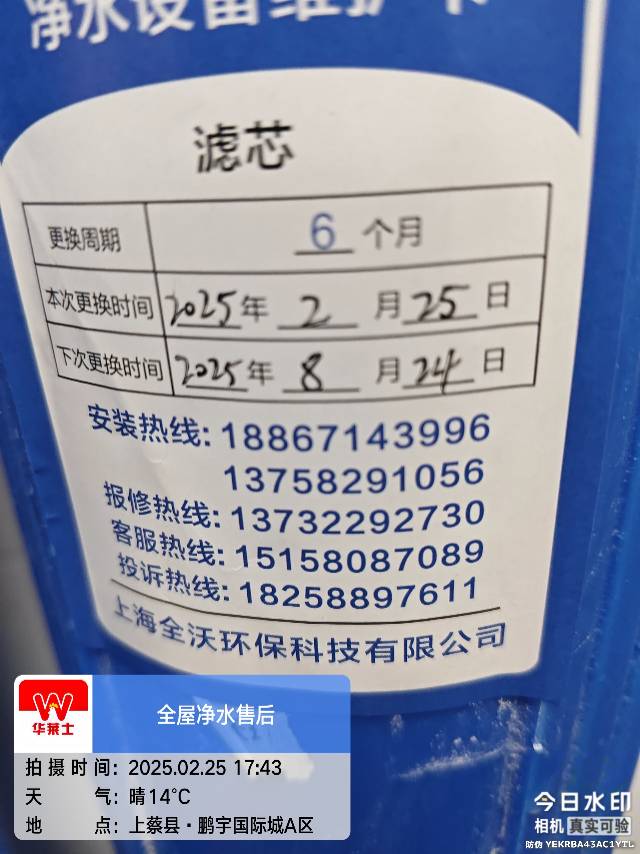 净水设备维护卡
滤芯
更换周期 6 个月
本次更换时间 2025年 2 月 25 日
下次更换时间 2025年 8 月 24 日
安装热线: 18867143996
13758291056
报修热线: 13732292730
客服热线: 15158087089
投诉热线: 18258897611
上海全沃环保科技有限公司
华莱士
全屋净水售后
拍摄时间: 2025.02.25 17:43
天气: 晴14°C
地点: 上蔡县·鹏宇国际城A区
今日水印
相机 真实可验
防伪 YEKRBA43AC1YTL